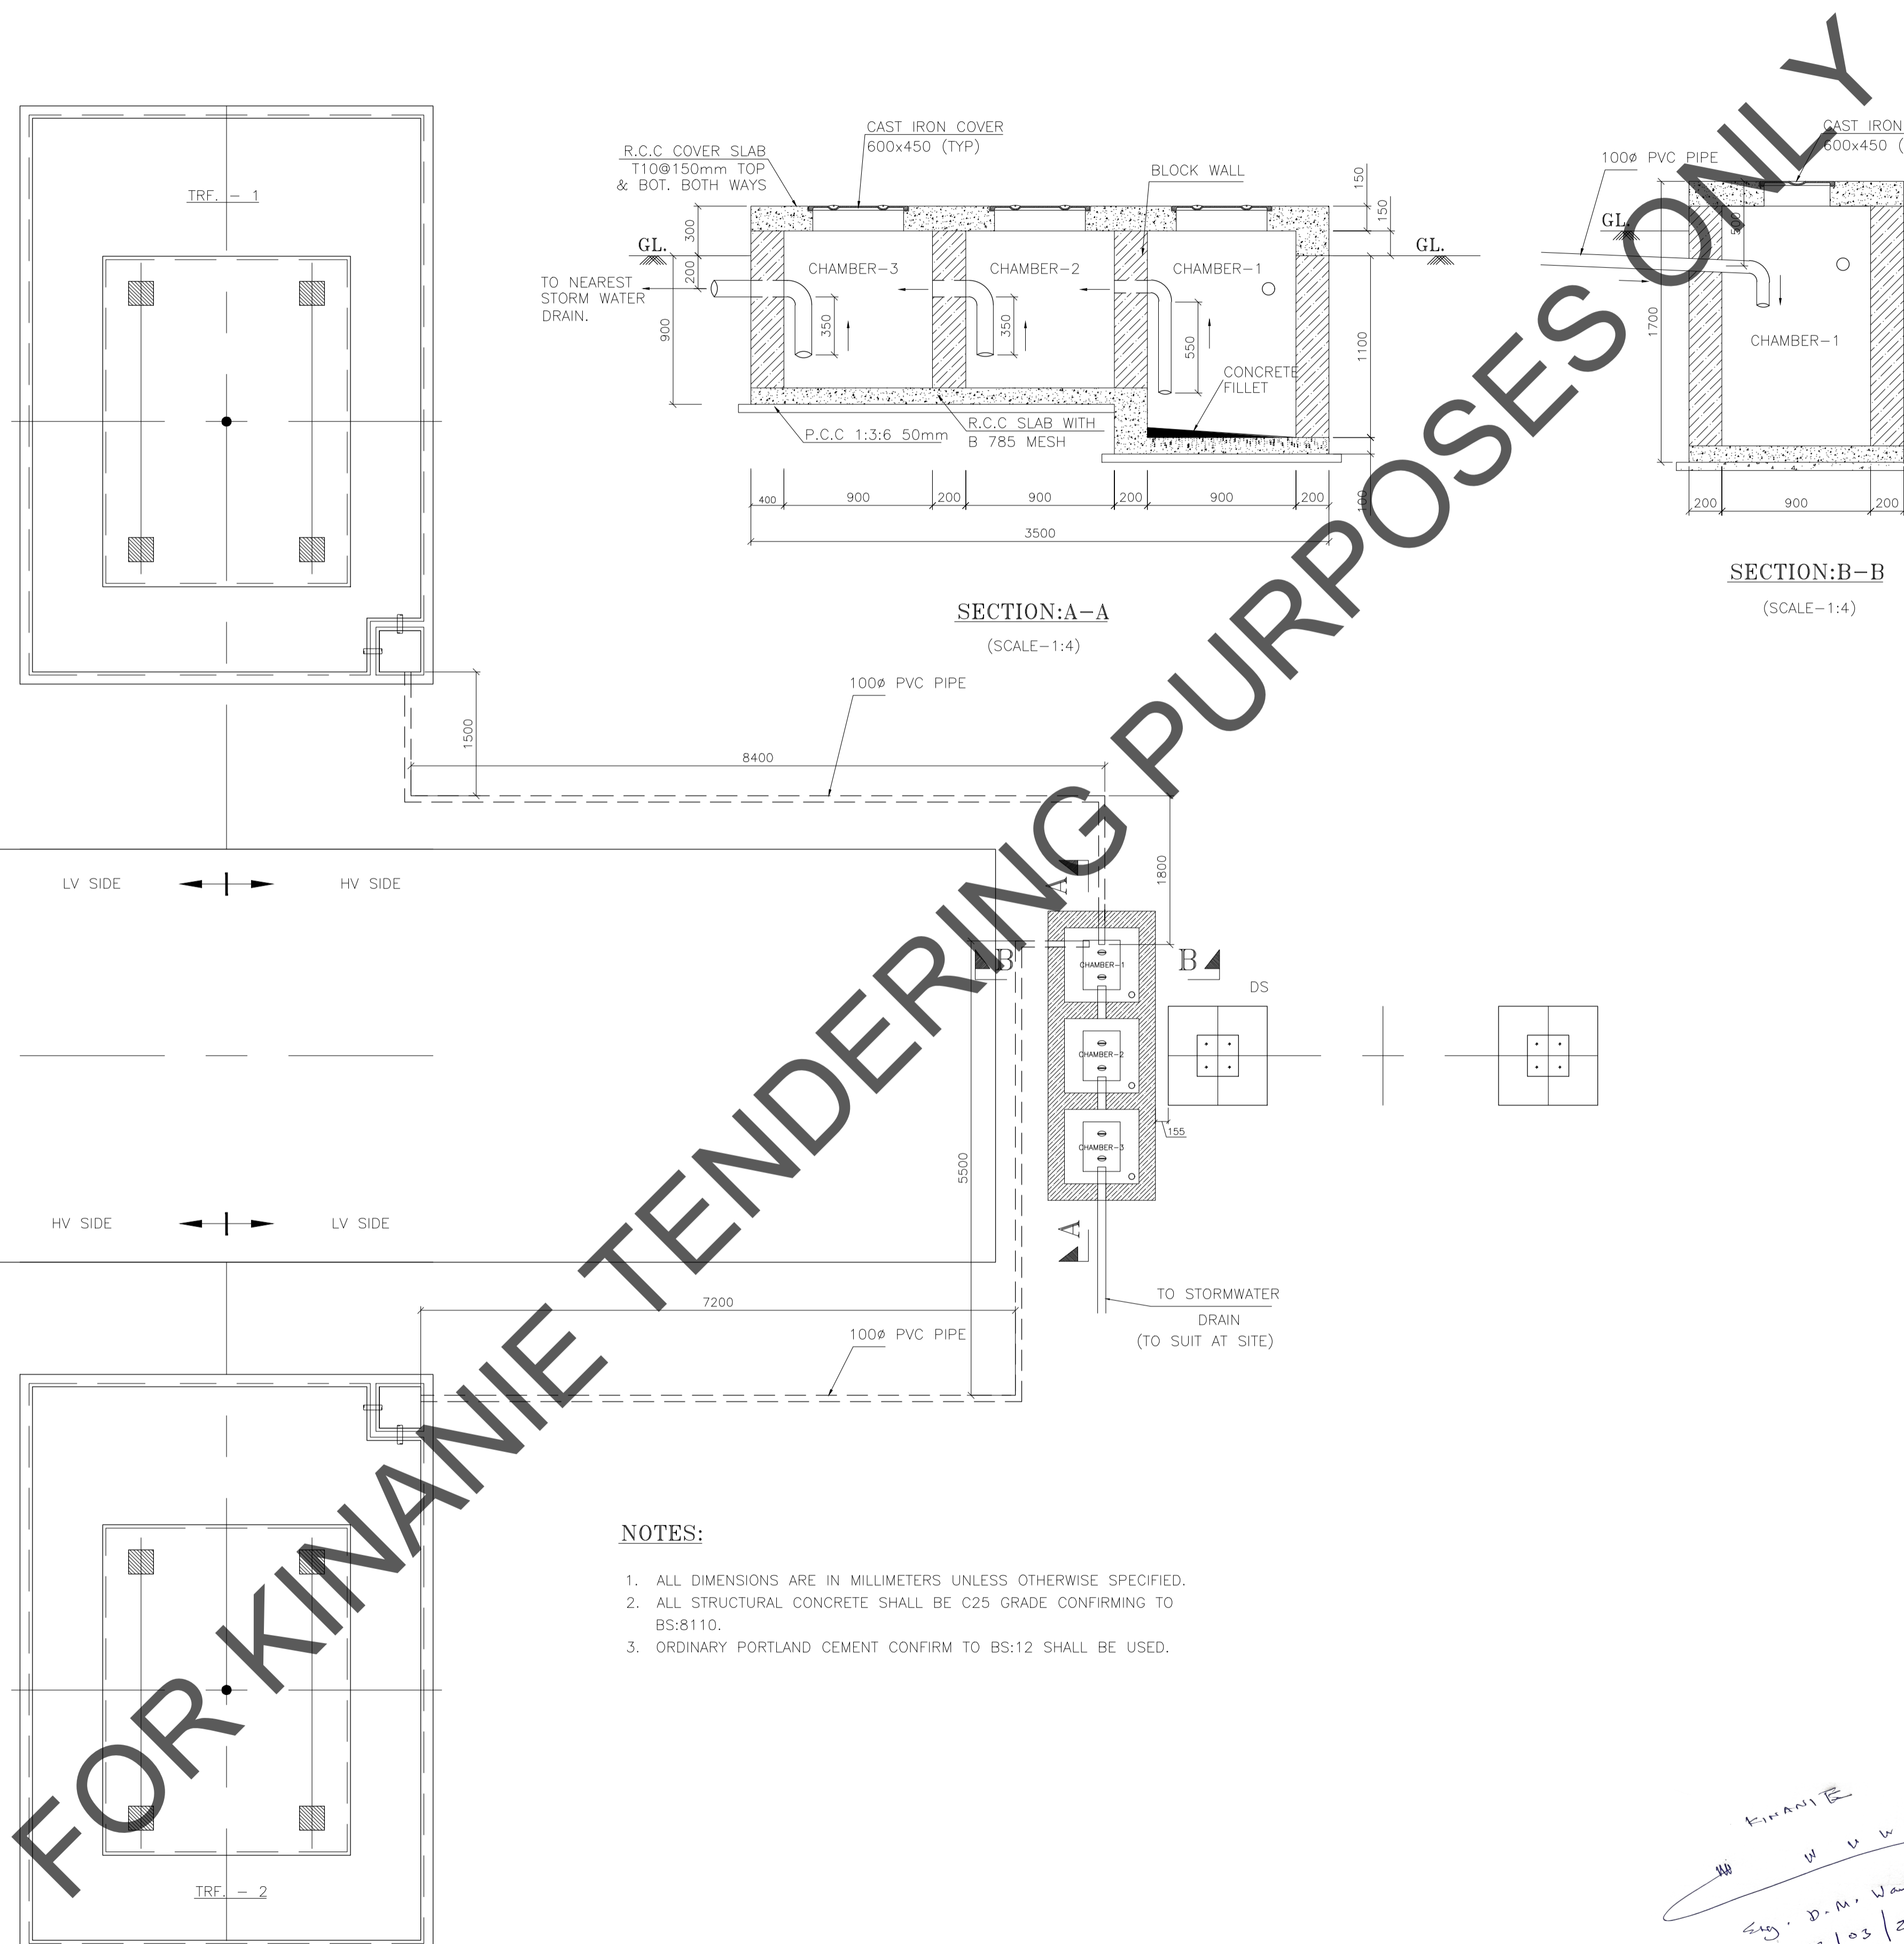 FOR KINANIE TENDERING PURPOSES ONLY
TRF. - 1
R.C.C COVER SLAB
T10@150mm TOP
& BOT. BOTH WAYS
CAST IRON COVER
600x450 (TYP)
BLOCK WALL
150
150
300
200
900
GL.
GL.
TO NEAREST
STORM WATER
DRAIN.
CHAMBER-3
CHAMBER-2
CHAMBER-1
350
350
550
1100
CONCRETE
FILLET
P.C.C 1:3:6 50mm
R.C.C SLAB WITH
B 785 MESH
400
900
200
900
200
900
200
100
3500
SECTION:A-A
(SCALE-1:4)
CAST IRON
600x450 (
100ø PVC PIPE
GL.
500
1700
CHAMBER-1
200
900
200
SECTION:B-B
(SCALE-1:4)
100ø PVC PIPE
1500
8400
1800
LV SIDE
HV SIDE
A
B
B
CHAMBER-1
DS
CHAMBER-2
155
CHAMBER-3
5500
HV SIDE
LV SIDE
A
7200
TO STORMWATER
DRAIN
(TO SUIT AT SITE)
100ø PVC PIPE
NOTES:
1. ALL DIMENSIONS ARE IN MILLIMETERS UNLESS OTHERWISE SPECIFIED.
2. ALL STRUCTURAL CONCRETE SHALL BE C25 GRADE CONFIRMING TO
BS:8110.
3. ORDINARY PORTLAND CEMENT CONFIRM TO BS:12 SHALL BE USED.
TRF. - 2
KINANIE
Eng. D.M.